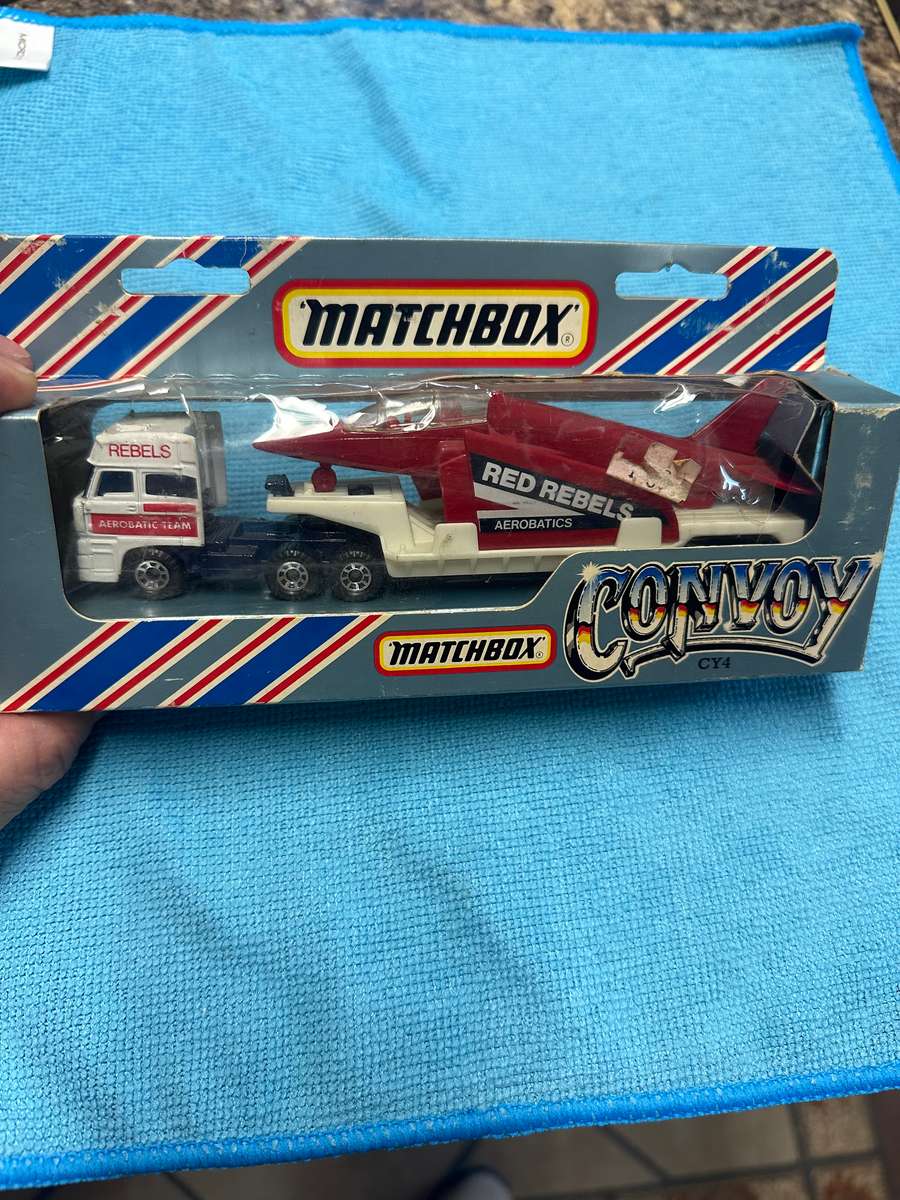 'MATCHBOX'®
REBELS
AEROBATIC TEAM
RED REBELS
AEROBATICS
'MATCHBOX'®
CONVOY
CY4